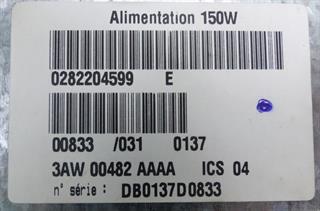 Alimentation 150W
0282204599 E
00833 /031 0137
3AW 00482 AAAA ICS 04
n° série : DB0137D0833